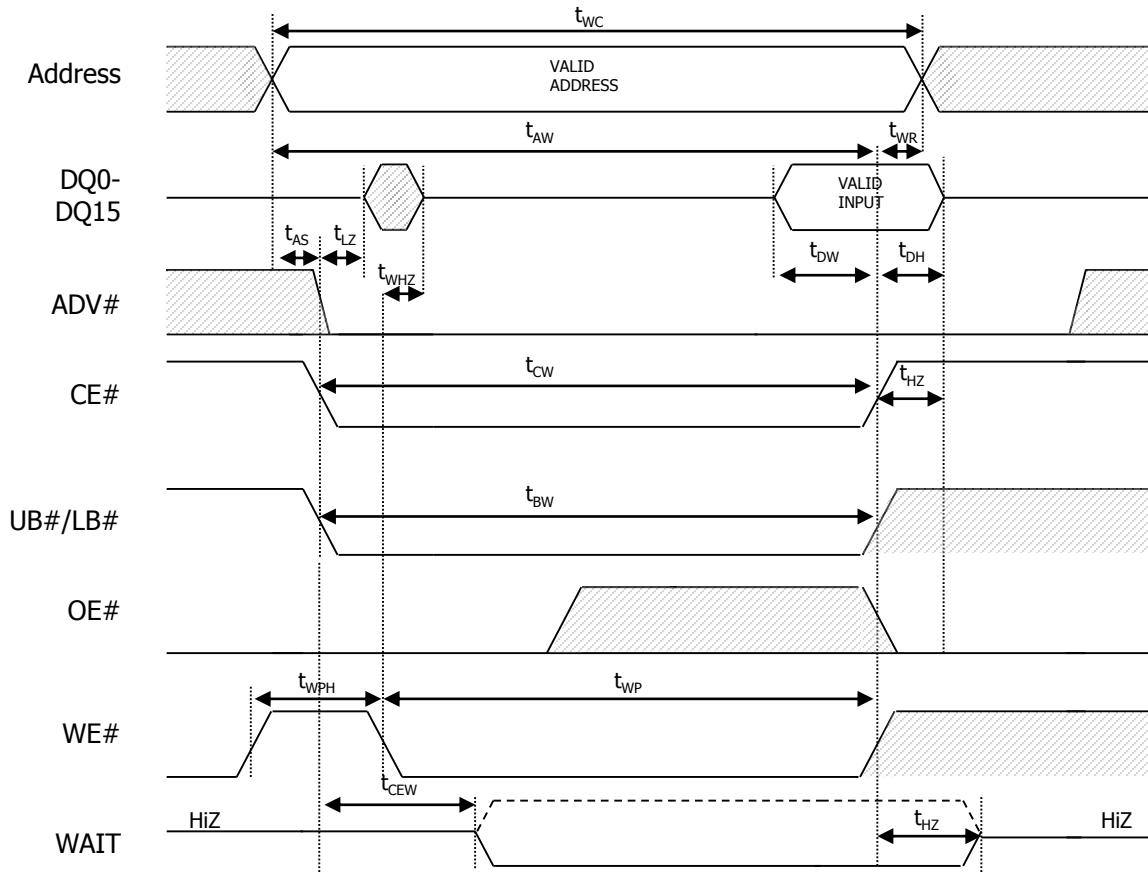 tWC
Address
VALID
ADDRESS
tAW
tWR
DQ0-
DQ15
VALID
INPUT
tAS
tLZ
tWHZ
tDW
tDH
ADV#
CE#
tCW
tHZ
UB#/LB#
tBW
OE#
tWPH
tWP
WE#
tCEW
HiZ
tHZ
HiZ
WAIT